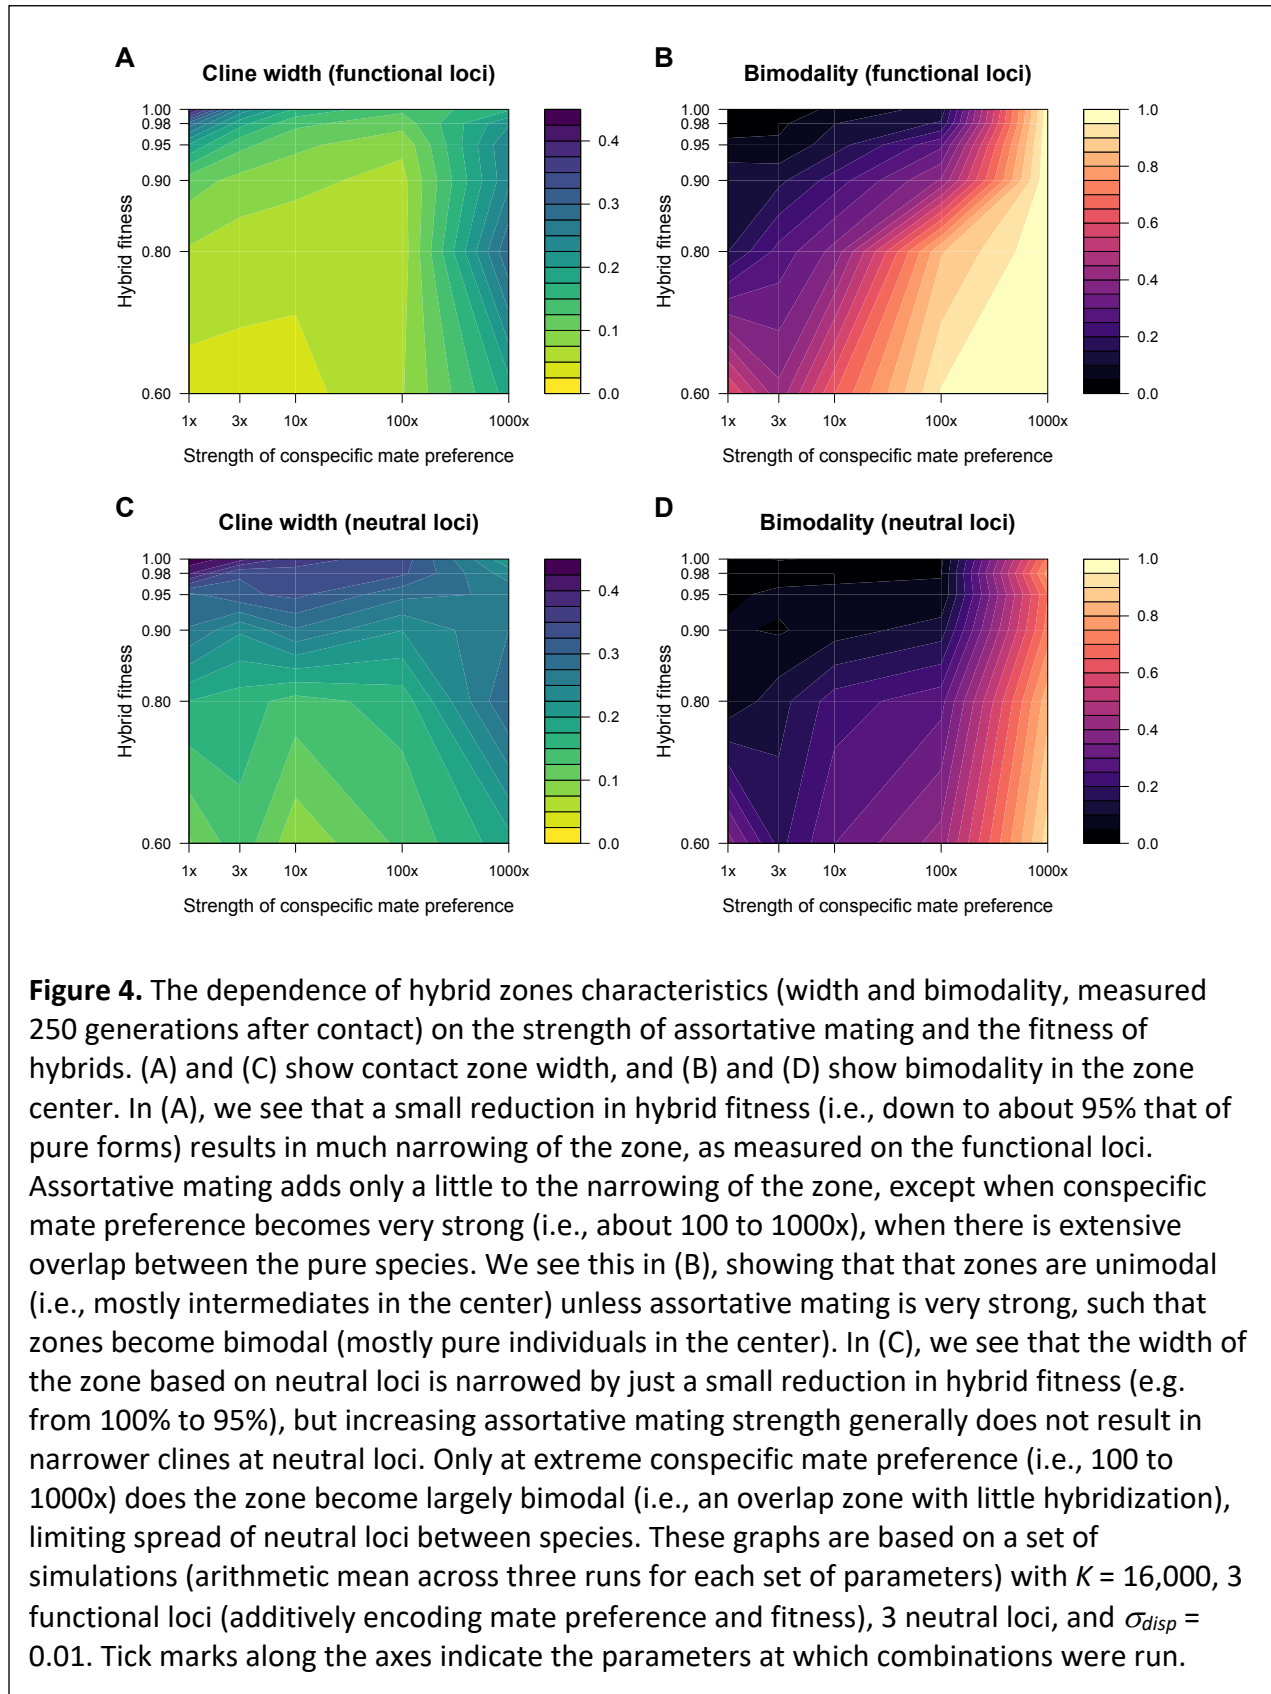 A
Cline width (functional loci)
1.00
0.98
0.95
0.90
0.80
0.60
Hybrid fitness
1x 3x 10x 100x 1000x
Strength of conspecific mate preference
0.4
0.3
0.2
0.1
0.0
B
Bimodality (functional loci)
1.00
0.98
0.95
0.90
0.80
0.60
Hybrid fitness
1x 3x 10x 100x 1000x
Strength of conspecific mate preference
1.0
0.8
0.6
0.4
0.2
0.0
C
Cline width (neutral loci)
1.00
0.98
0.95
0.90
0.80
0.60
Hybrid fitness
1x 3x 10x 100x 1000x
Strength of conspecific mate preference
0.4
0.3
0.2
0.1
0.0
D
Bimodality (neutral loci)
1.00
0.98
0.95
0.90
0.80
0.60
Hybrid fitness
1x 3x 10x 100x 1000x
Strength of conspecific mate preference
1.0
0.8
0.6
0.4
0.2
0.0
Figure 4. The dependence of hybrid zones characteristics (width and bimodality, measured
250 generations after contact) on the strength of assortative mating and the fitness of
hybrids. (A) and (C) show contact zone width, and (B) and (D) show bimodality in the zone
center. In (A), we see that a small reduction in hybrid fitness (i.e., down to about 95% that of
pure forms) results in much narrowing of the zone, as measured on the functional loci.
Assortative mating adds only a little to the narrowing of the zone, except when conspecific
mate preference becomes very strong (i.e., about 100 to 1000x), when there is extensive
overlap between the pure species. We see this in (B), showing that that zones are unimodal
(i.e., mostly intermediates in the center) unless assortative mating is very strong, such that
zones become bimodal (mostly pure individuals in the center). In (C), we see that the width of
the zone based on neutral loci is narrowed by just a small reduction in hybrid fitness (e.g.
from 100% to 95%), but increasing assortative mating strength generally does not result in
narrower clines at neutral loci. Only at extreme conspecific mate preference (i.e., 100 to
1000x) does the zone become largely bimodal (i.e., an overlap zone with little hybridization),
limiting spread of neutral loci between species. These graphs are based on a set of
simulations (arithmetic mean across three runs for each set of parameters) with K = 16,000, 3
functional loci (additively encoding mate preference and fitness), 3 neutral loci, and σdisp =
0.01. Tick marks along the axes indicate the parameters at which combinations were run.